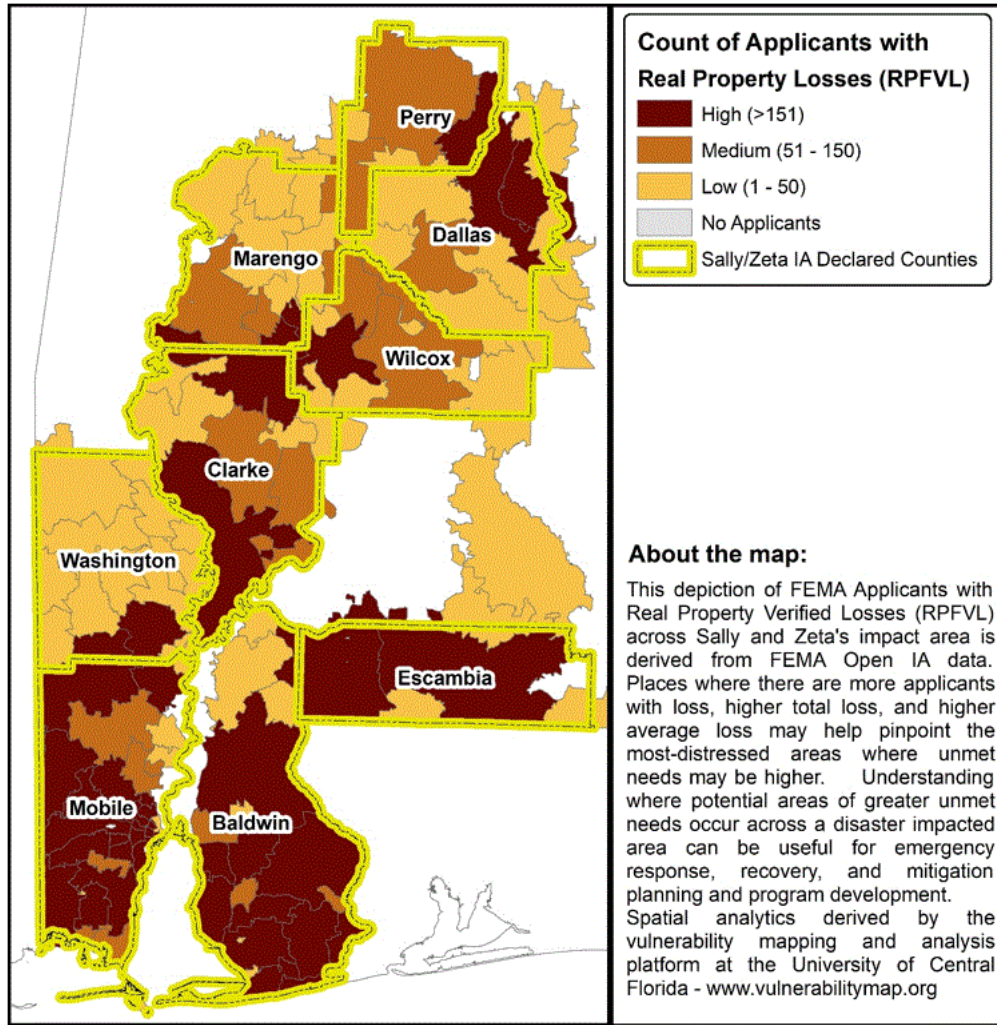 Count of Applicants with
Real Property Losses (RPFVL)
High (>151)
Medium (51 - 150)
Low (1 - 50)
No Applicants
Sally/Zeta IA Declared Counties
Perry
Dallas
Marengo
Wilcox
Clarke
Washington
Escambia
Mobile
Baldwin
About the map:
This depiction of FEMA Applicants with
Real Property Verified Losses (RPFVL)
across Sally and Zeta's impact area is
derived from FEMA Open IA data.
Places where there are more applicants
with loss, higher total loss, and higher
average loss may help pinpoint the
most-distressed areas where unmet
needs may be higher. Understanding
where potential areas of greater unmet
needs occur across a disaster impacted
area can be useful for emergency
response, recovery, and mitigation
planning and program development.
Spatial analytics derived by the
vulnerability mapping and analysis
platform at the University of Central
Florida - www.vulnerabilitymap.org